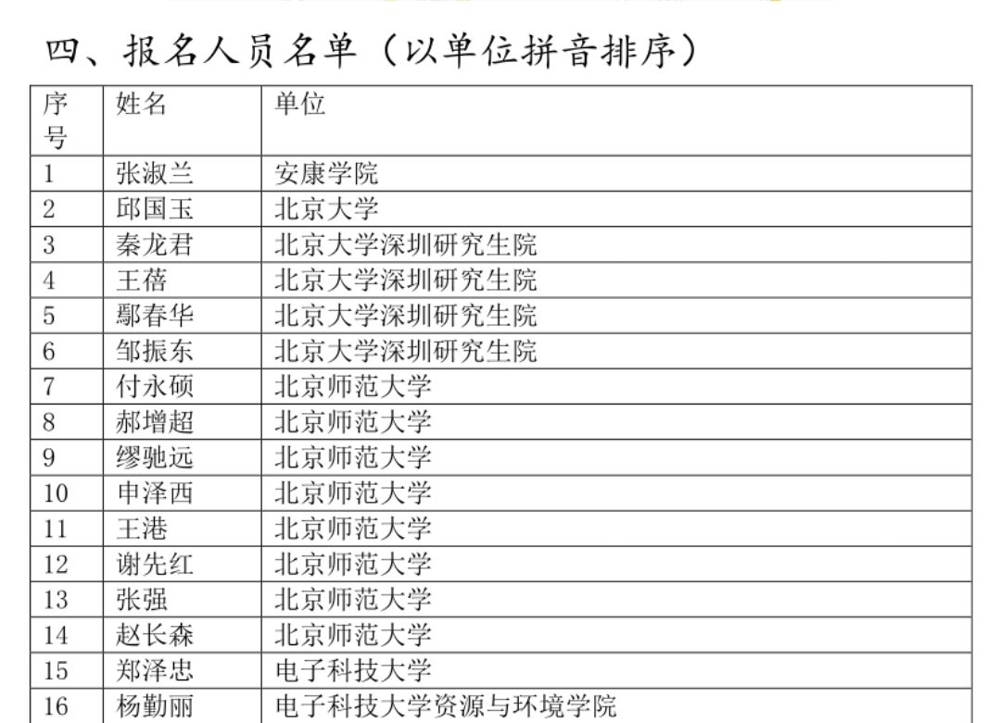 四、报名人员名单（以单位拼音排序）
序号 姓名 单位
1 张淑兰 安康学院
2 邱国玉 北京大学
3 秦龙君 北京大学深圳研究生院
4 王蓓 北京大学深圳研究生院
5 鄢春华 北京大学深圳研究生院
6 邹振东 北京大学深圳研究生院
7 付永硕 北京师范大学
8 郝增超 北京师范大学
9 缪驰远 北京师范大学
10 申泽西 北京师范大学
11 王港 北京师范大学
12 谢先红 北京师范大学
13 张强 北京师范大学
14 赵长森 北京师范大学
15 郑泽忠 电子科技大学
16 杨勤丽 电子科技大学资源与环境学院